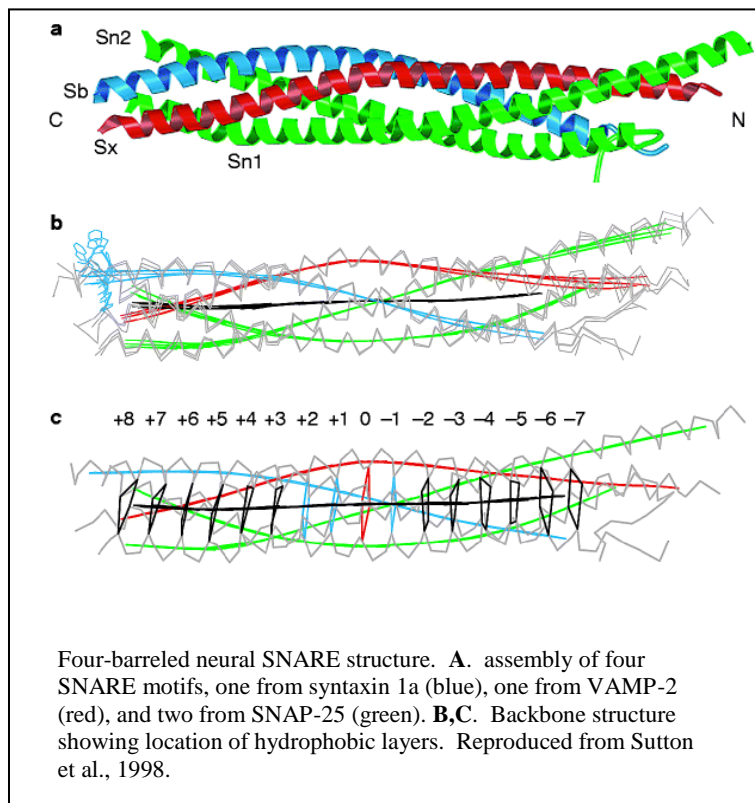 a
Sn2
Sb
C
Sx
Sn1
N
b
c
+8 +7 +6 +5 +4 +3 +2 +1 0 –1 –2 –3 –4 –5 –6 –7
Four-barreled neural SNARE structure. A. assembly of four
SNARE motifs, one from syntaxin 1a (blue), one from VAMP-2
(red), and two from SNAP-25 (green). B,C. Backbone structure
showing location of hydrophobic layers. Reproduced from Sutton
et al., 1998.